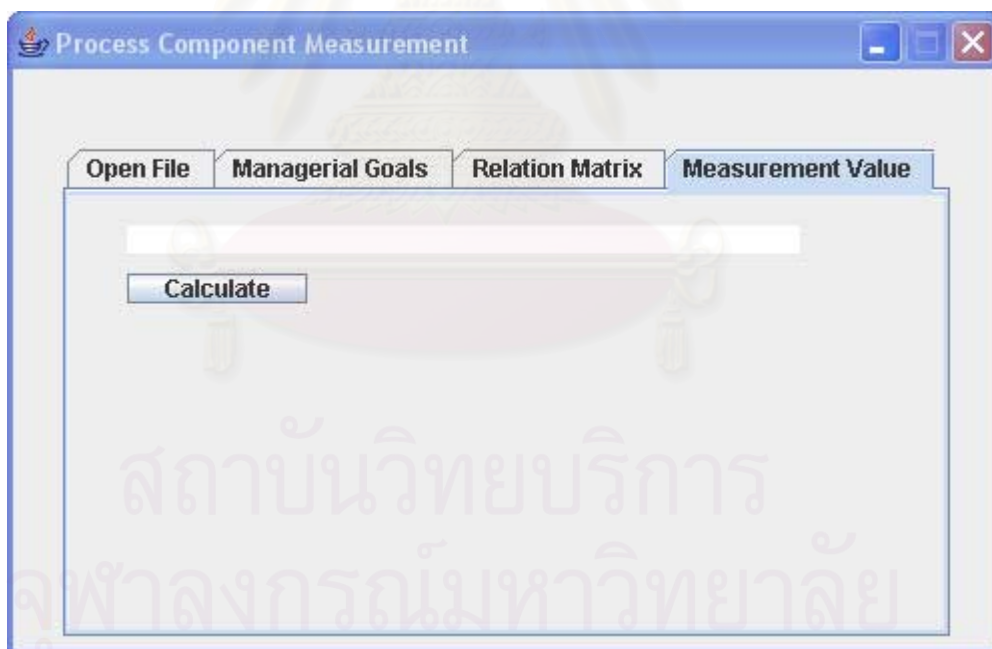 Process Component Measurement
Open File Managerial Goals Relation Matrix Measurement Value
Calculate
สถาบันวิทยบริการ
จุฬาลงกรณ์มหาวิทยาลัย